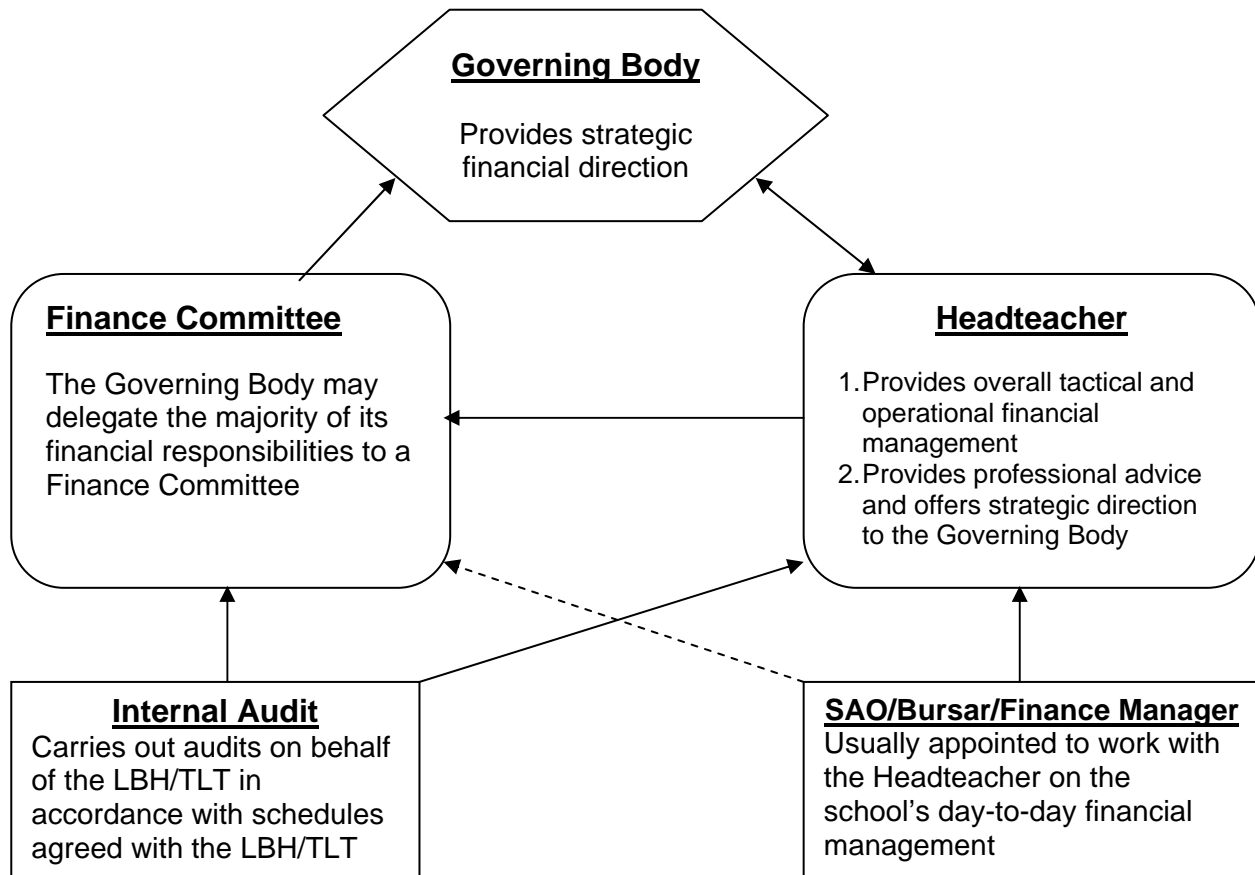 Governing Body
Provides strategic
financial direction
Finance Committee
The Governing Body may
delegate the majority of its
financial responsibilities to a
Finance Committee
Headteacher
1. Provides overall tactical and
operational financial
management
2. Provides professional advice
and offers strategic direction
to the Governing Body
Internal Audit
Carries out audits on behalf
of the LBH/TLT in
accordance with schedules
agreed with the LBH/TLT
SAO/Bursar/Finance Manager
Usually appointed to work with
the Headteacher on the
school's day-to-day financial
management